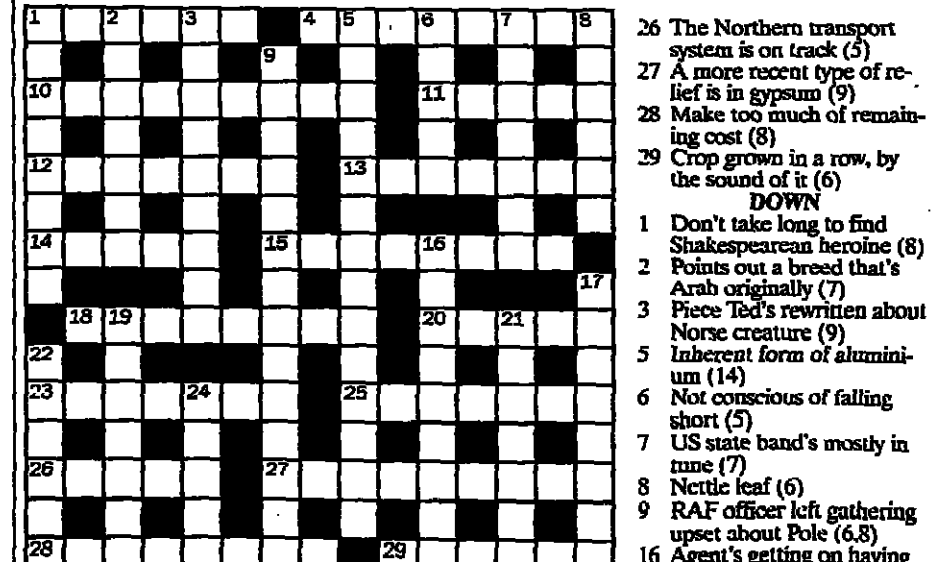 1 2 3 4 5 6 7 8
9
10 11
12 13
14 15 16
17
18 19 20 21
22
23 24 25
26 27
28 29
26 The Northern transport
system is on track (5)
27 A more recent type of re-
lief is in gypsum (9)
28 Make too much of remain-
ing cost (8)
29 Crop grown in a row, by
the sound of it (6)
DOWN
1 Don't take long to find
Shakespearean heroine (8)
2 Points out a breed that's
Arab originally (7)
3 Piece Ted's rewritten about
Norse creature (9)
5 Inherent form of alumini-
um (14)
6 Not conscious of falling
short (5)
7 US state band's mostly in
tune (7)
8 Nettle leaf (6)
9 RAF officer left gathering
upset about Pole (6,8)
16 Agent's getting on having